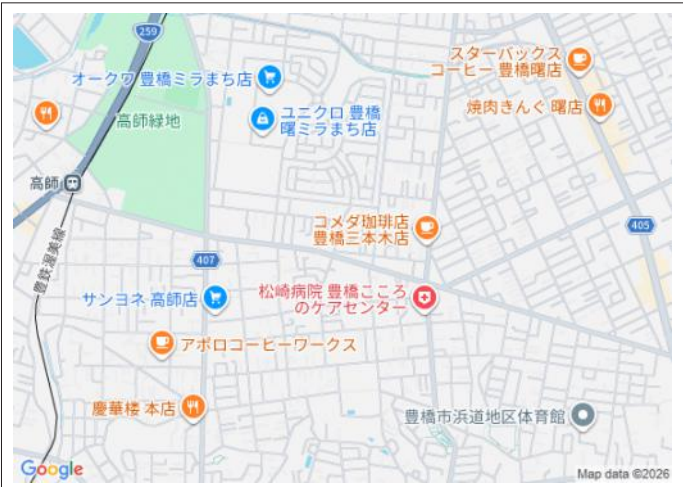 259
スターバックス
コーヒー 豊橋曙店
オークワ 豊橋ミラまち店
焼肉きんぐ 曙店
ユニクロ 豊橋
曙ミラまち店
高師緑地
高師
コメダ珈琲店
豊橋三本木店
405
豊鉄渥美線
407
松崎病院 豊橋こころ
のケアセンター
サンヨネ 高師店
アポロコーヒーワークス
慶華楼 本店
豊橋市浜道地区体育館
Google
Map data ©2026